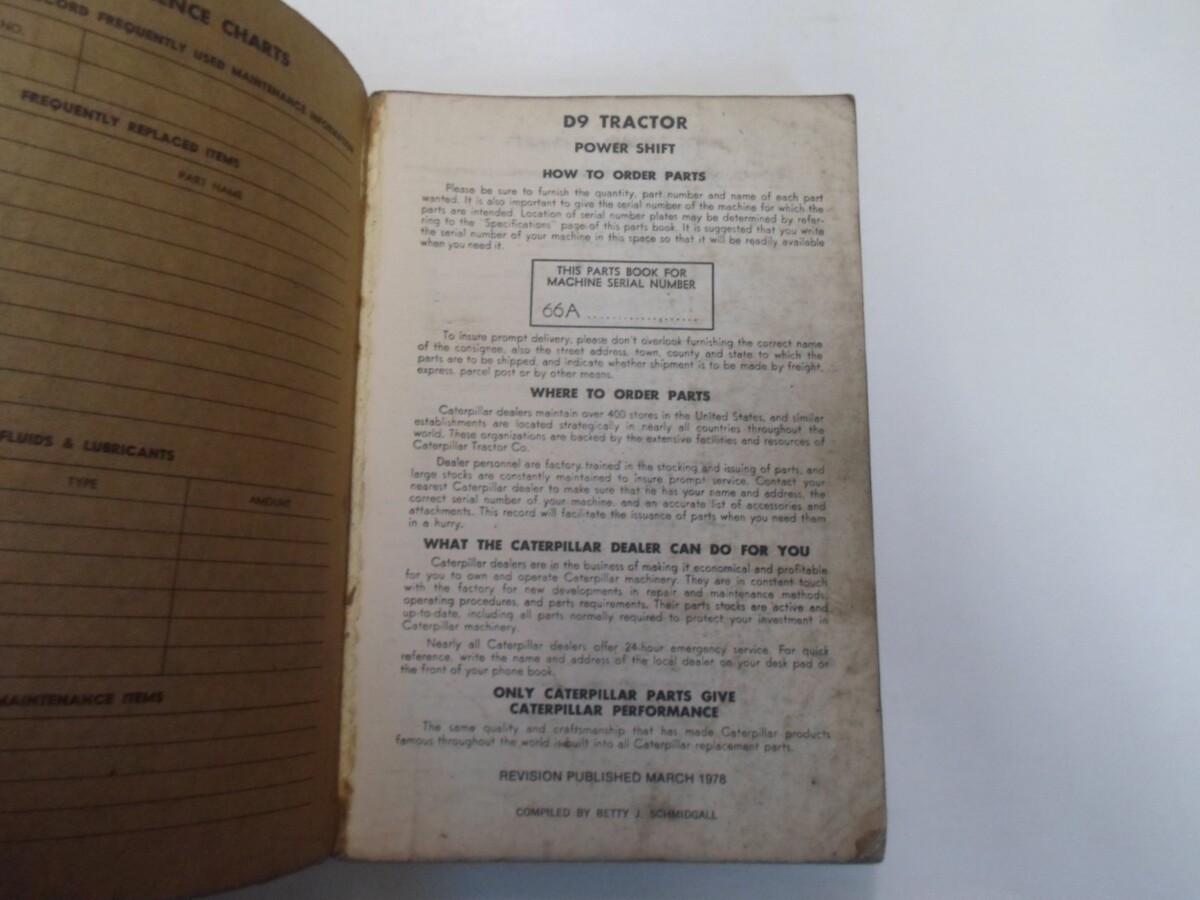 ENCE CHARTS
CORD FREQUENTLY USED MAINTENANCE INFORMATION
NO.
FREQUENTLY REPLACED ITEMS
PART NAME
FLUIDS & LUBRICANTS
TYPE
AMOUNT
MAINTENANCE ITEMS
D9 TRACTOR
POWER SHIFT
HOW TO ORDER PARTS
Please be sure to furnish the quantity, part number and name of each part
wanted. It is also important to give the serial number of the machine for which the
parts are intended. Location of serial number plates may be determined by refer-
ring to the "Specifications" page of this parts book. It is suggested that you write
the serial number of your machine in this space so that it will be readily available
when you need it.
THIS PARTS BOOK FOR
MACHINE SERIAL NUMBER
66A ....................
To insure prompt delivery, please don't overlook furnishing the correct name
of the consignee, also the street address, town, county and state to which the
parts are to be shipped, and indicate whether shipment is to be made by freight,
express, parcel post or by other means.
WHERE TO ORDER PARTS
Caterpillar dealers maintain over 400 stores in the United States, and similar
establishments are located strategically in nearly all countries throughout the
world. These organizations are backed by the extensive facilities and resources of
Caterpillar Tractor Co.
Dealer personnel are factory trained in the stocking and issuing of parts, and
large stocks are constantly maintained to insure prompt service. Contact your
nearest Caterpillar dealer to make sure that he has your name and address, the
correct serial number of your machine, and an accurate list of accessories and
attachments. This record will facilitate the issuance of parts when you need them
in a hurry.
WHAT THE CATERPILLAR DEALER CAN DO FOR YOU
Caterpillar dealers are in the business of making it economical and profitable
for you to own and operate Caterpillar machinery. They are in constant touch
with the factory for new developments in repair and maintenance methods,
operating procedures, and parts requirements. Their parts stocks are active and
up-to-date, including all parts normally required to protect your investment in
Caterpillar machinery.
Nearly all Caterpillar dealers offer 24-hour emergency service. For quick
reference, write the name and address of the local dealer on your desk pad or
the front of your phone book.
ONLY CATERPILLAR PARTS GIVE
CATERPILLAR PERFORMANCE
The same quality and craftsmanship that has made Caterpillar products
famous throughout the world is built into all Caterpillar replacement parts.
REVISION PUBLISHED MARCH 1978
COMPILED BY BETTY J. SCHMIDGALL